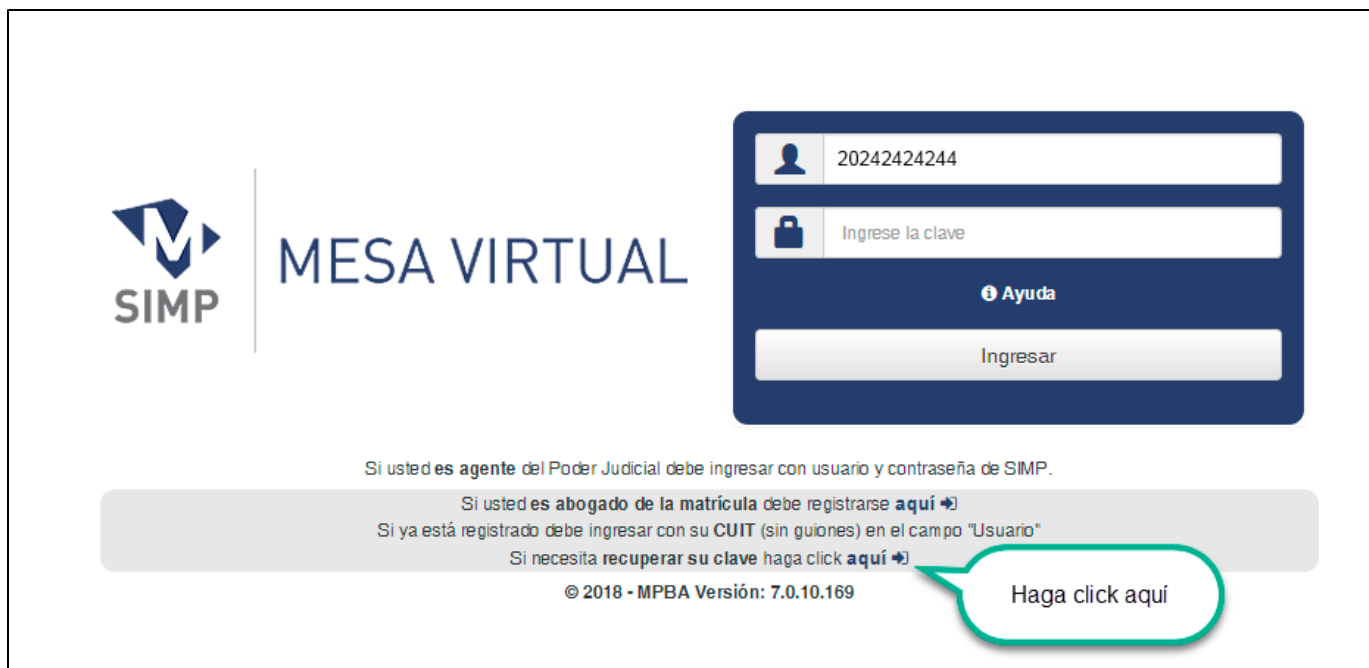 SIMP
MESA VIRTUAL
20242424244
Ingrese la clave
Ayuda
Ingresar
Si usted es agente del Poder Judicial debe ingresar con usuario y contraseña de SIMP.
Si usted es abogado de la matrícula debe registrarse aquí
Si ya está registrado debe ingresar con su CUIT (sin guiones) en el campo "Usuario"
Si necesita recuperar su clave haga click aquí
© 2018 - MPBA Versión: 7.0.10.169
Haga click aquí